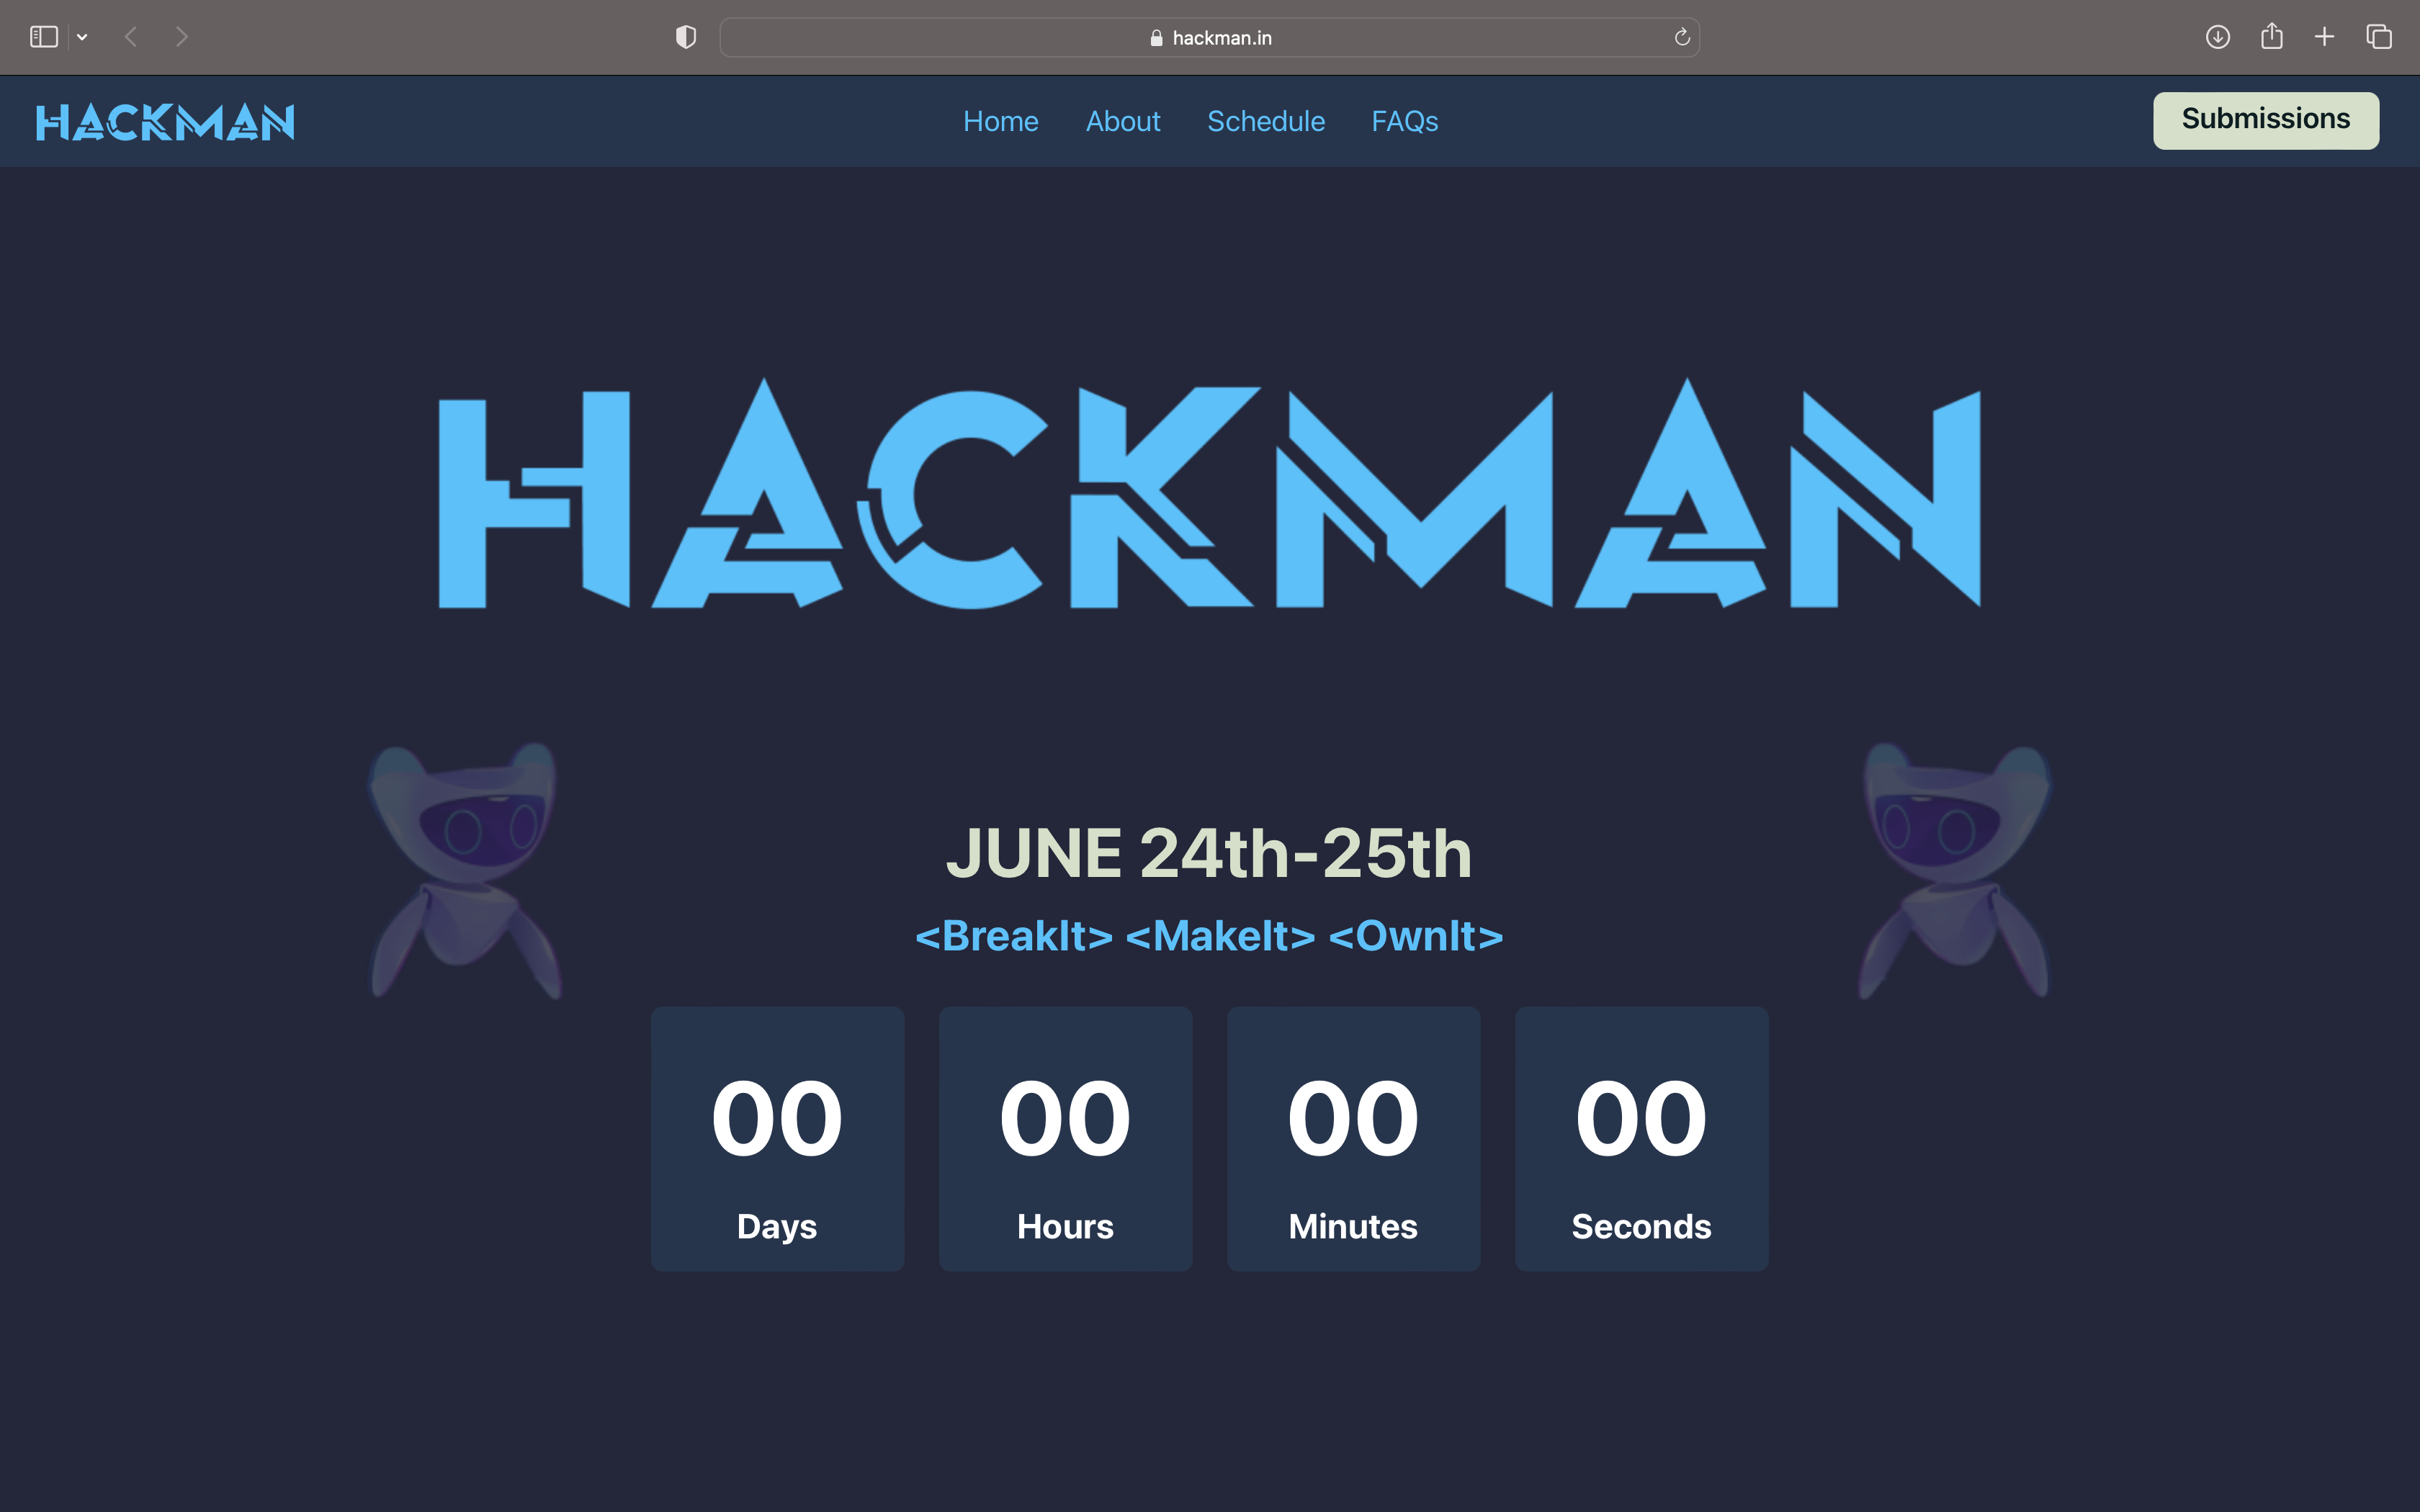 hackman.in
HACKMAN
Home About Schedule FAQs
Submissions
HACKMAN
JUNE 24th-25th
<BreakIt> <MakeIt> <OwnIt>
00 00 00 00
Days Hours Minutes Seconds